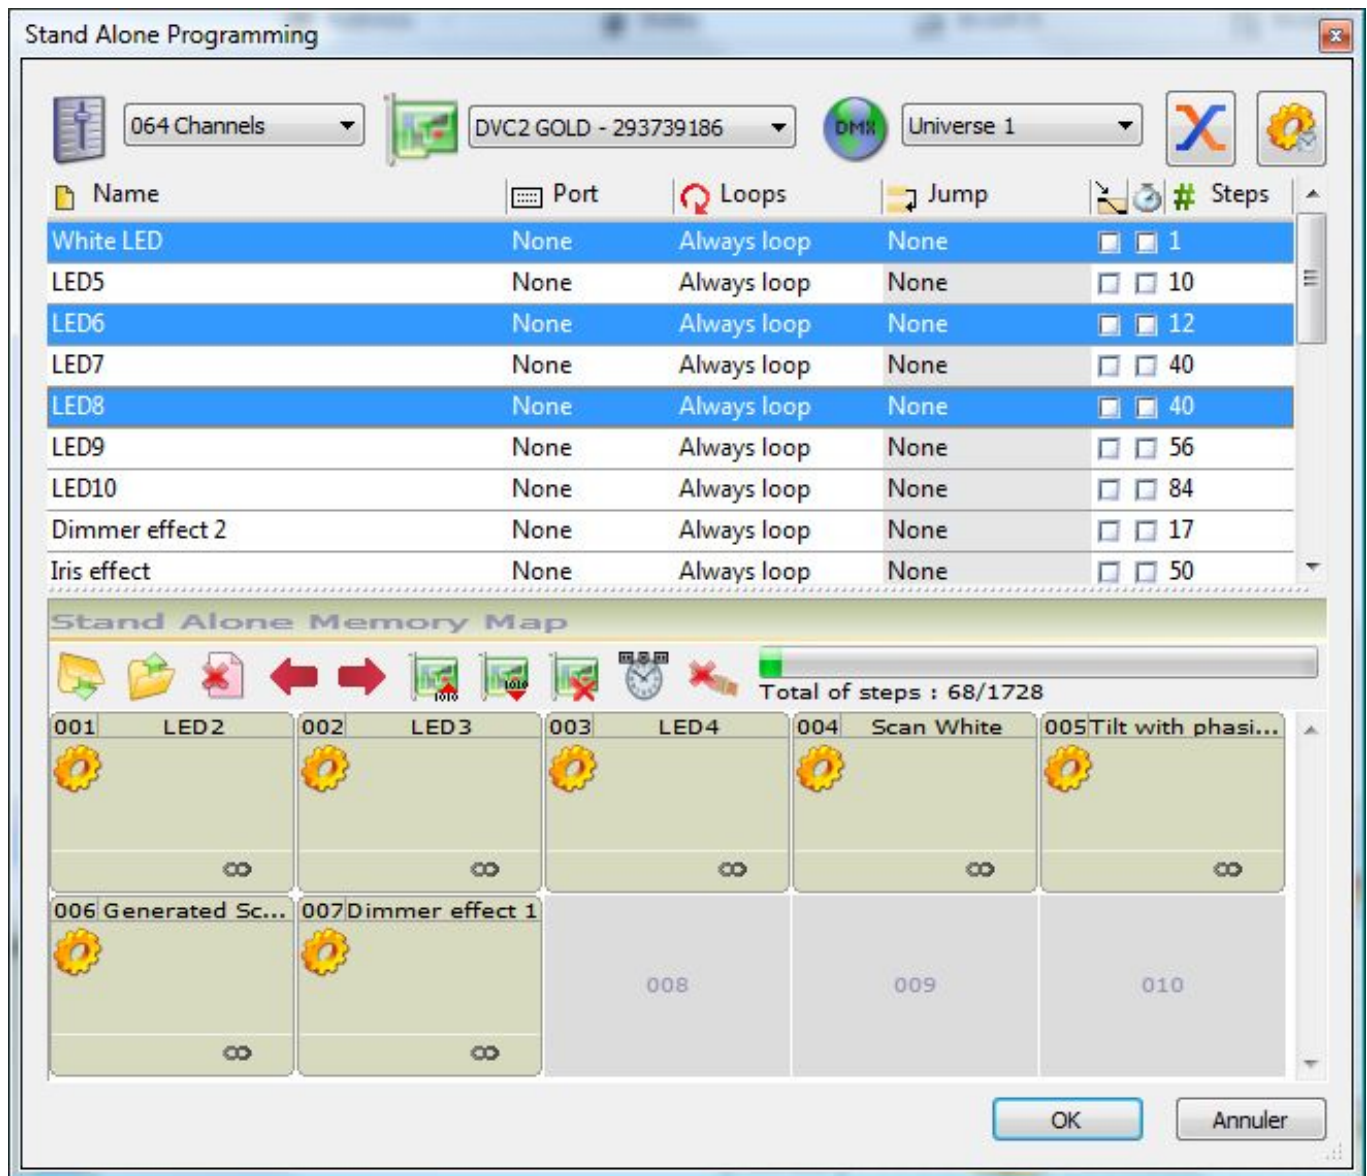 Stand Alone Programming
064 Channels DVC2 GOLD - 293739186 DMX Universe 1
Name Port Loops Jump # Steps
White LED None Always loop None 1
LED5 None Always loop None 10
LED6 None Always loop None 12
LED7 None Always loop None 40
LED8 None Always loop None 40
LED9 None Always loop None 56
LED10 None Always loop None 84
Dimmer effect 2 None Always loop None 17
Iris effect None Always loop None 50
Stand Alone Memory Map
1010 1010
Total of steps : 68/1728
001 LED2 002 LED3 003 LED4 004 Scan White 005 Tilt with phasi...
006 Generated Sc... 007 Dimmer effect 1
008 009 010
OK Annuler